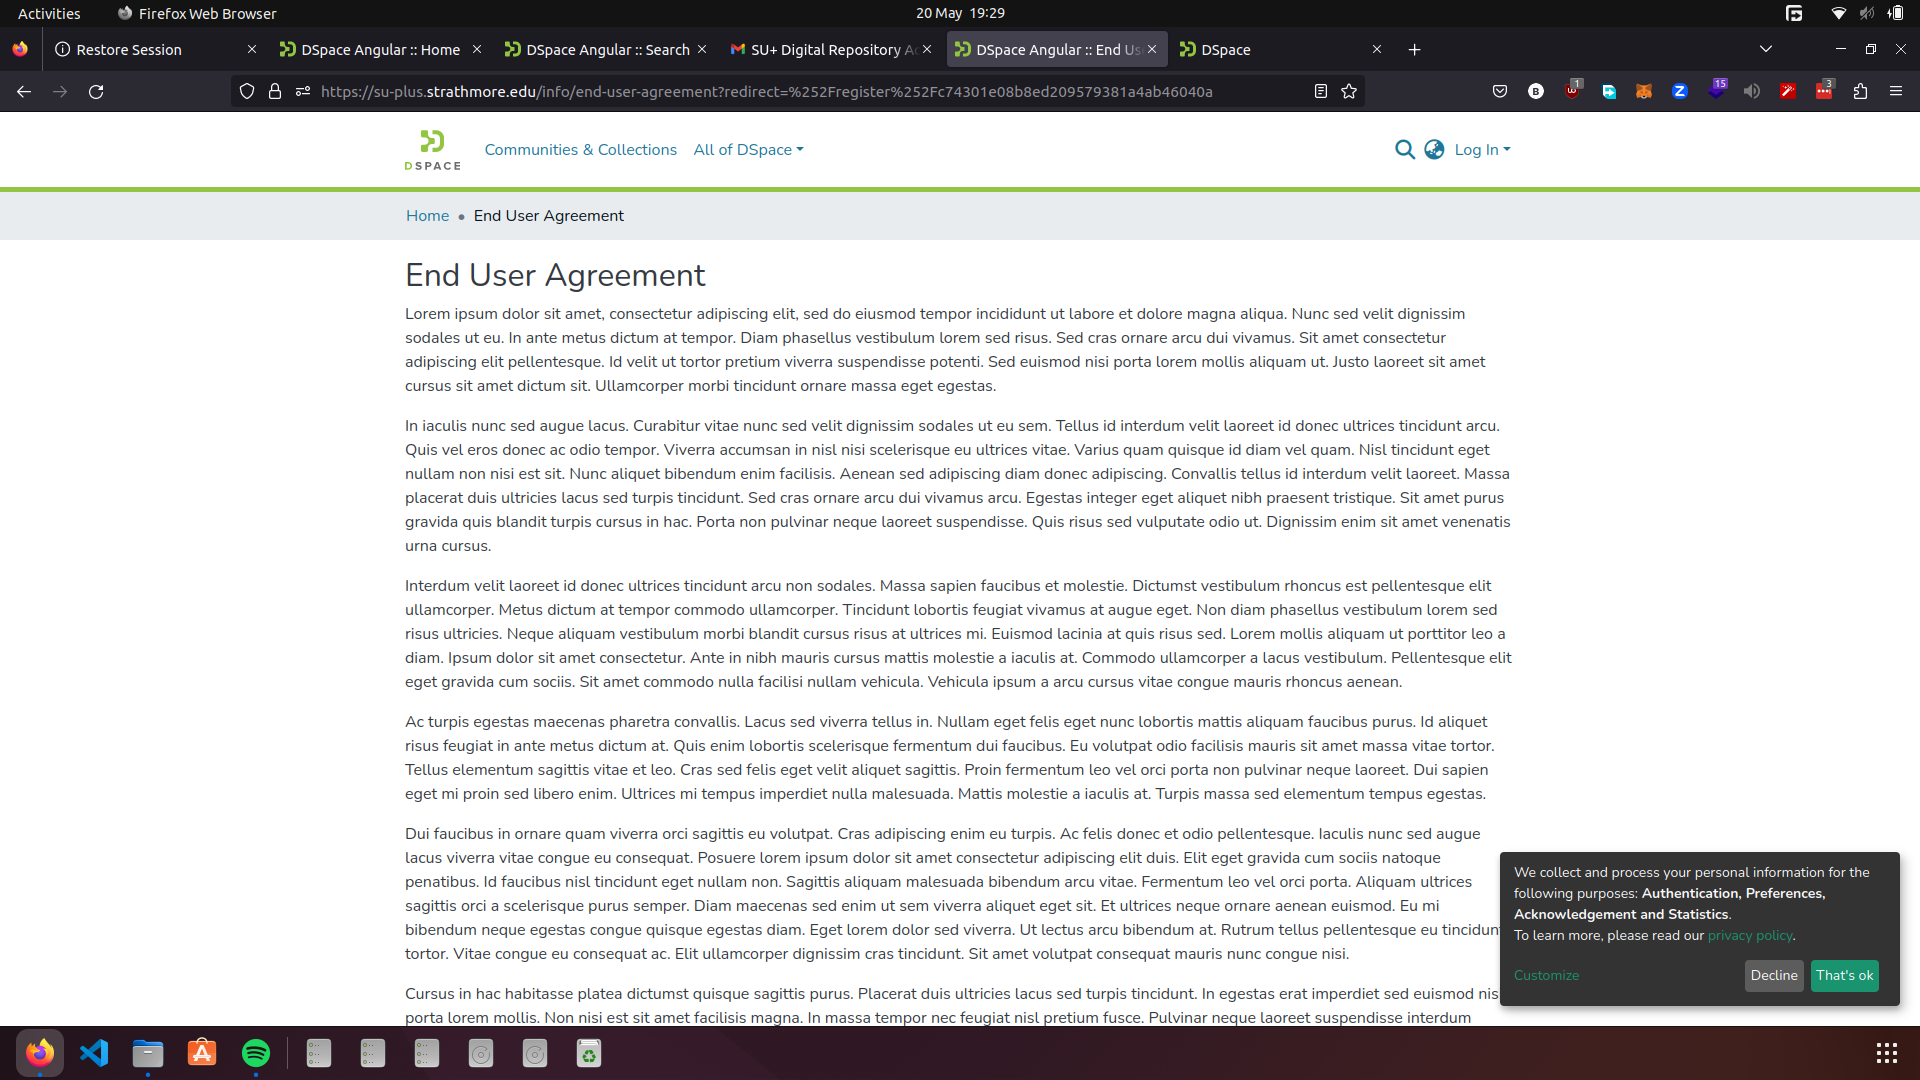 Activities
Firefox Web Browser
20 May 19:29
Restore Session
DSpace Angular :: Home
DSpace Angular :: Search
SU+ Digital Repository Ac
DSpace Angular :: End Us
DSpace
https://su-plus.strathmore.edu/info/end-user-agreement?redirect=%252Fregister%252Fc74301e08b8ed209579381a4ab46040a
1
15
3
DSPACE
Communities & Collections
All of DSpace
Log In
Home • End User Agreement
End User Agreement
Lorem ipsum dolor sit amet, consectetur adipiscing elit, sed do eiusmod tempor incididunt ut labore et dolore magna aliqua. Nunc sed velit dignissim
sodales ut eu. In ante metus dictum at tempor. Diam phasellus vestibulum lorem sed risus. Sed cras ornare arcu dui vivamus. Sit amet consectetur
adipiscing elit pellentesque. Id velit ut tortor pretium viverra suspendisse potenti. Sed euismod nisi porta lorem mollis aliquam ut. Justo laoreet sit amet
cursus sit amet dictum sit. Ullamcorper morbi tincidunt ornare massa eget egestas.
In iaculis nunc sed augue lacus. Curabitur vitae nunc sed velit dignissim sodales ut eu sem. Tellus id interdum velit laoreet id donec ultrices tincidunt arcu.
Quis vel eros donec ac odio tempor. Viverra accumsan in nisl nisi scelerisque eu ultrices vitae. Varius quam quisque id diam vel quam. Nisl tincidunt eget
nullam non nisi est sit. Nunc aliquet bibendum enim facilisis. Aenean sed adipiscing diam donec adipiscing. Convallis tellus id interdum velit laoreet. Massa
placerat duis ultricies lacus sed turpis tincidunt. Sed cras ornare arcu dui vivamus arcu. Egestas integer eget aliquet nibh praesent tristique. Sit amet purus
gravida quis blandit turpis cursus in hac. Porta non pulvinar neque laoreet suspendisse. Quis risus sed vulputate odio ut. Dignissim enim sit amet venenatis
urna cursus.
Interdum velit laoreet id donec ultrices tincidunt arcu non sodales. Massa sapien faucibus et molestie. Dictumst vestibulum rhoncus est pellentesque elit
ullamcorper. Metus dictum at tempor commodo ullamcorper. Tincidunt lobortis feugiat vivamus at augue eget. Non diam phasellus vestibulum lorem sed
risus ultricies. Neque aliquam vestibulum morbi blandit cursus risus at ultrices mi. Euismod lacinia at quis risus sed. Lorem mollis aliquam ut porttitor leo a
diam. Ipsum dolor sit amet consectetur. Ante in nibh mauris cursus mattis molestie a iaculis at. Commodo ullamcorper a lacus vestibulum. Pellentesque elit
eget gravida cum sociis. Sit amet commodo nulla facilisi nullam vehicula. Vehicula ipsum a arcu cursus vitae congue mauris rhoncus aenean.
Ac turpis egestas maecenas pharetra convallis. Lacus sed viverra tellus in. Nullam eget felis eget nunc lobortis mattis aliquam faucibus purus. Id aliquet
risus feugiat in ante metus dictum at. Quis enim lobortis scelerisque fermentum dui faucibus. Eu volutpat odio facilisis mauris sit amet massa vitae tortor.
Tellus elementum sagittis vitae et leo. Cras sed felis eget velit aliquet sagittis. Proin fermentum leo vel orci porta non pulvinar neque laoreet. Dui sapien
eget mi proin sed libero enim. Ultrices mi tempus imperdiet nulla malesuada. Mattis molestie a iaculis at. Turpis massa sed elementum tempus egestas.
Dui faucibus in ornare quam viverra orci sagittis eu volutpat. Cras adipiscing enim eu turpis. Ac felis donec et odio pellentesque. Iaculis nunc sed augue
lacus viverra vitae congue eu consequat. Posuere lorem ipsum dolor sit amet consectetur adipiscing elit duis. Elit eget gravida cum sociis natoque
penatibus. Id faucibus nisl tincidunt eget nullam non. Sagittis aliquam malesuada bibendum arcu vitae. Fermentum leo vel orci porta. Aliquam ultrices
sagittis orci a scelerisque purus semper. Diam maecenas sed enim ut sem viverra aliquet eget sit. Et ultrices neque ornare aenean euismod. Eu mi
bibendum neque egestas congue quisque egestas diam. Eget lorem dolor sed viverra. Ut lectus arcu bibendum at. Rutrum tellus pellentesque eu tincidunt
tortor. Vitae congue eu consequat ac. Elit ullamcorper dignissim cras tincidunt. Sit amet volutpat consequat mauris nunc congue nisi.
Cursus in hac habitasse platea dictumst quisque sagittis purus. Placerat duis ultricies lacus sed turpis tincidunt. In egestas erat imperdiet sed euismod nis
porta lorem mollis. Non nisi est sit amet facilisis magna. In massa tempor nec feugiat nisl pretium fusce. Pulvinar neque laoreet suspendisse interdum
We collect and process your personal information for the
following purposes: Authentication, Preferences,
Acknowledgement and Statistics.
To learn more, please read our privacy policy.
Customize
Decline
That's ok